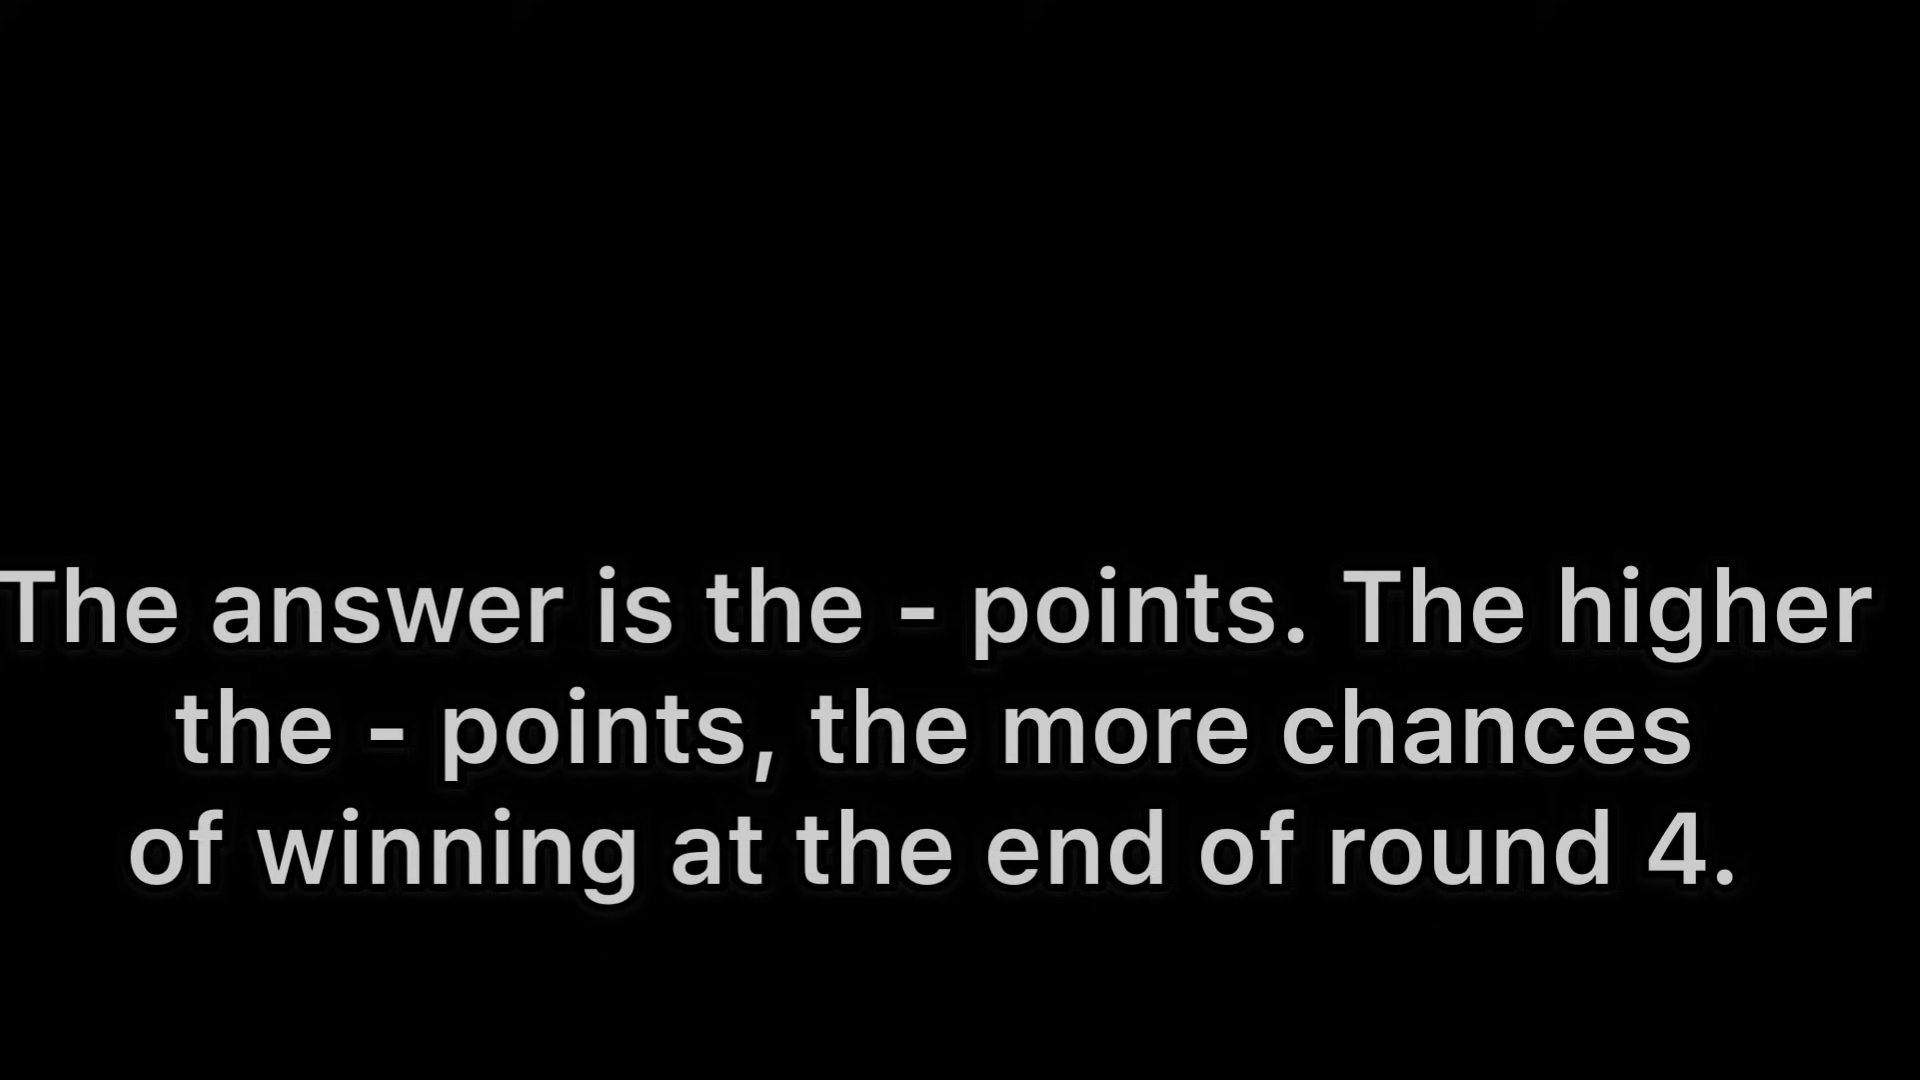 The answer is the - points. The higher
the - points, the more chances
of winning at the end of round 4.